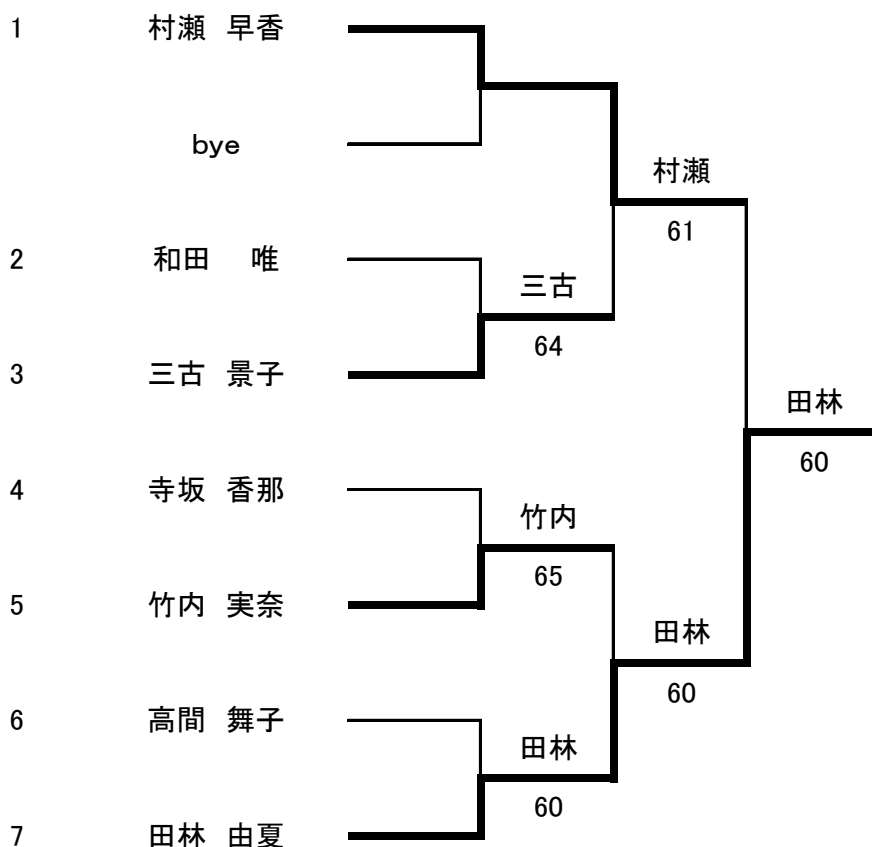 1 村瀬 早香
bye
村瀬
61
2 和田 唯
三古
64
3 三古 景子
田林
60
4 寺坂 香那
竹内
65
5 竹内 実奈
田林
60
6 高間 舞子
田林
60
7 田林 由夏